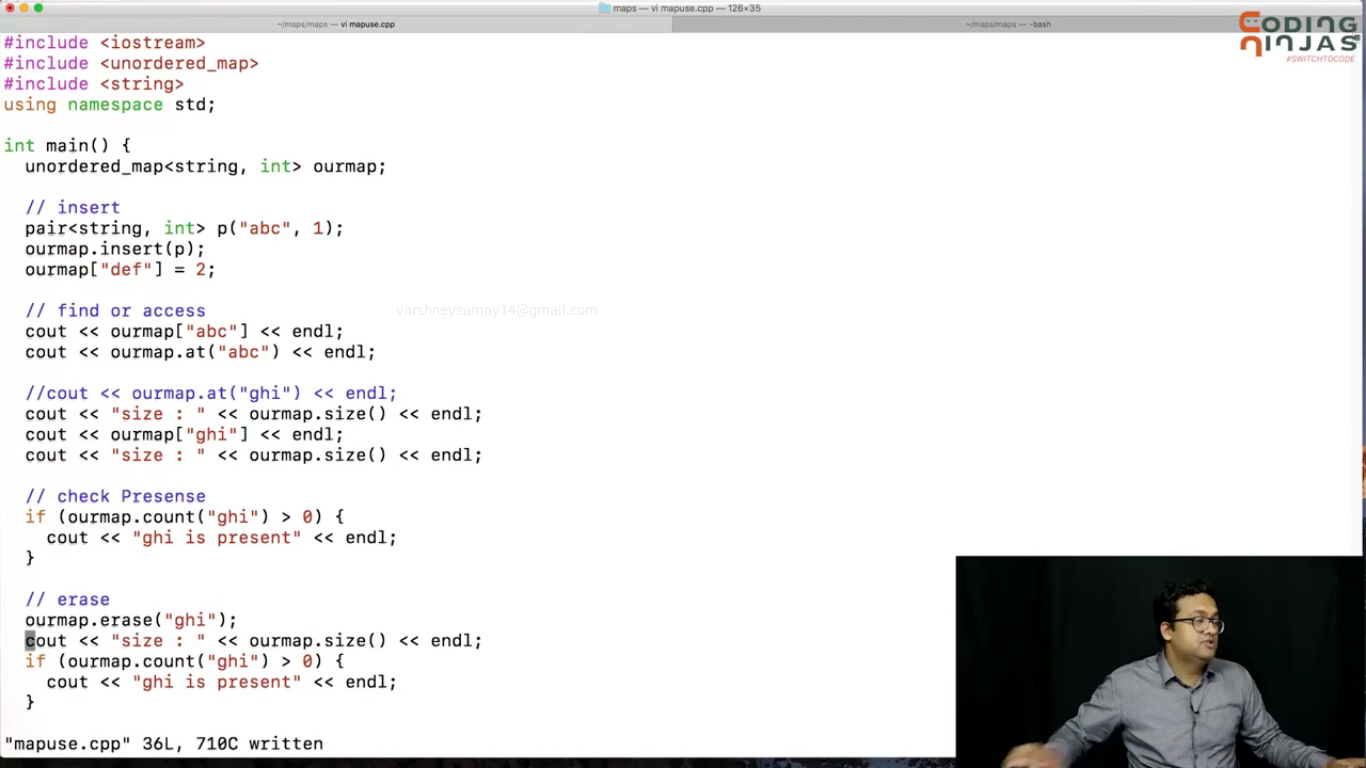 maps — vi mapuse.cpp — 126×35
~/maps/maps — vi mapuse.cpp
~/maps/maps — -bash
CODING
NINJAS
#SWITCHTOCODE
#include <iostream>
#include <unordered_map>
#include <string>
using namespace std;
int main() {
unordered_map<string, int> ourmap;
// insert
pair<string, int> p("abc", 1);
ourmap.insert(p);
ourmap["def"] = 2;
// find or access
varshneysamay14@gmail.com
cout << ourmap["abc"] << endl;
cout << ourmap.at("abc") << endl;
//cout << ourmap.at("ghi") << endl;
cout << "size : " << ourmap.size() << endl;
cout << ourmap["ghi"] << endl;
cout << "size : " << ourmap.size() << endl;
// check Presense
if (ourmap.count("ghi") > 0) {
cout << "ghi is present" << endl;
}
// erase
ourmap.erase("ghi");
cout << "size : " << ourmap.size() << endl;
if (ourmap.count("ghi") > 0) {
cout << "ghi is present" << endl;
}
"mapuse.cpp" 36L, 710C written